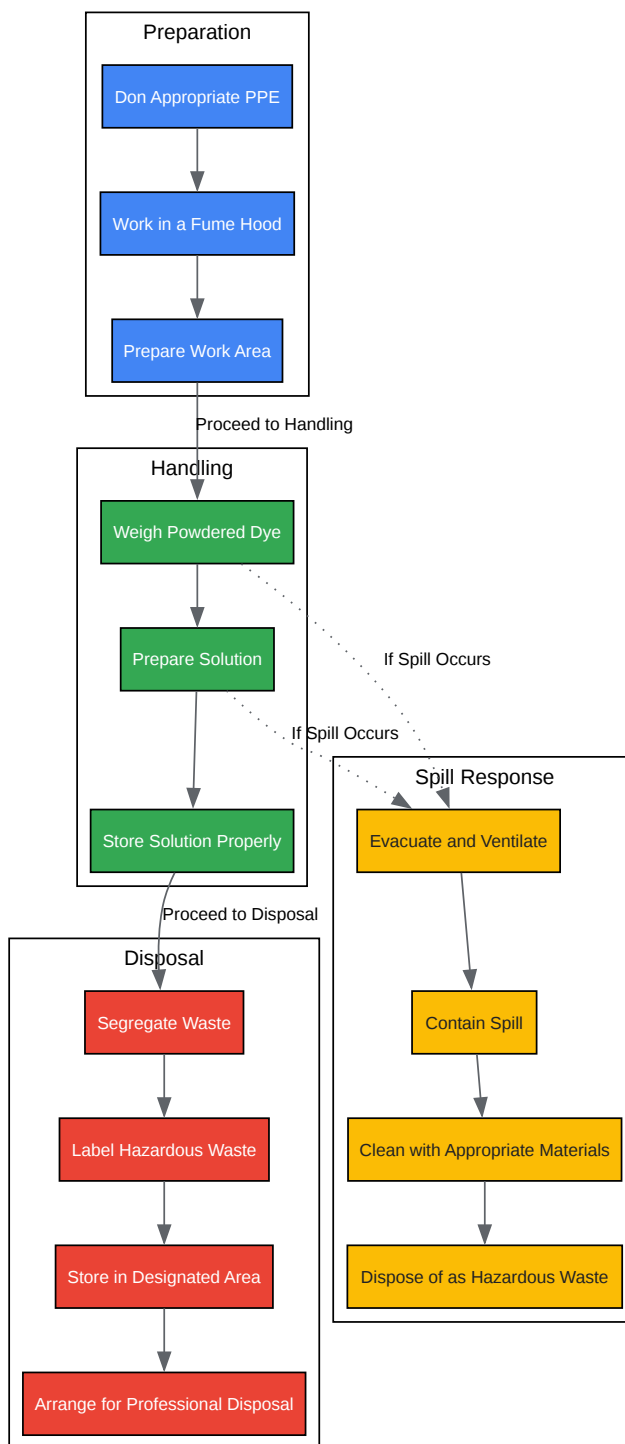 Preparation
Don Appropriate PPE
Work in a Fume Hood
Prepare Work Area
Proceed to Handling
Handling
Weigh Powdered Dye
Prepare Solution
If Spill Occurs
If Spill Occurs
Store Solution Properly
Spill Response
Evacuate and Ventilate
Contain Spill
Clean with Appropriate Materials
Dispose of as Hazardous Waste
Proceed to Disposal
Disposal
Segregate Waste
Label Hazardous Waste
Store in Designated Area
Arrange for Professional Disposal